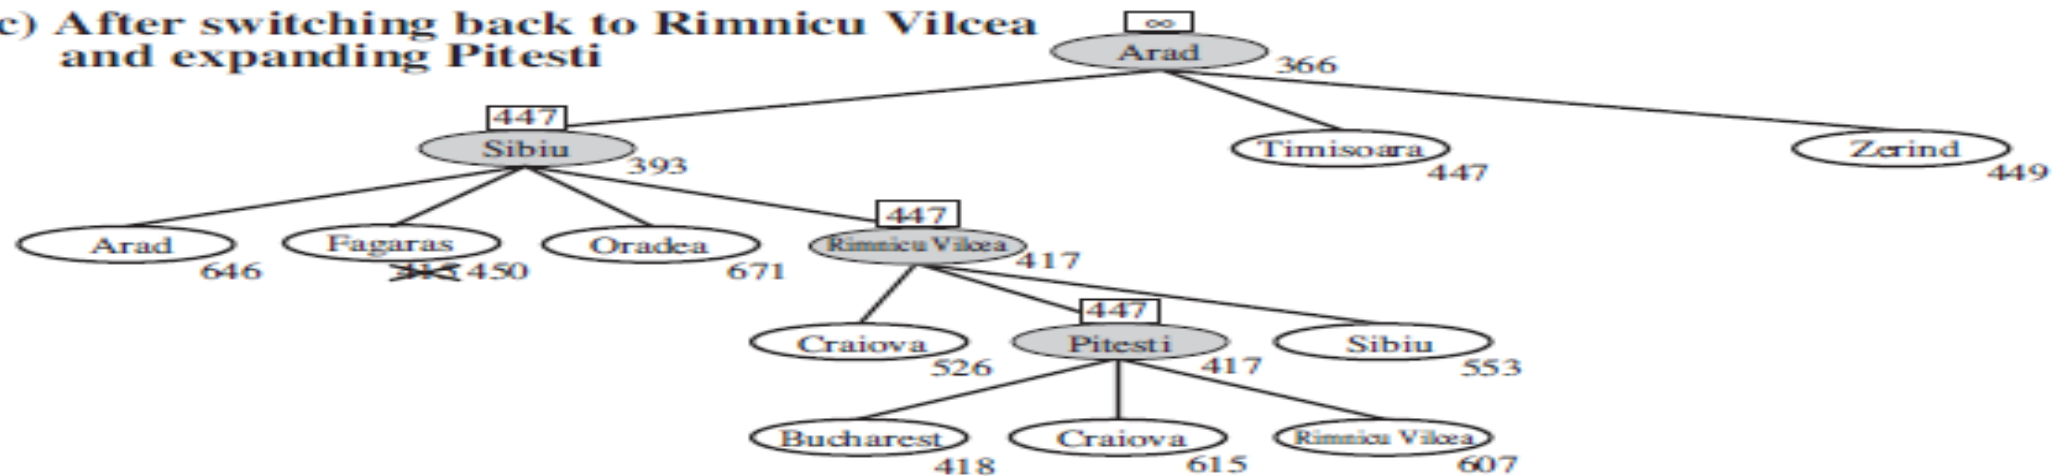 c) After switching back to Rimnicu Vilcea
and expanding Pitesti
∞
Arad
366
447
Sibiu
393
Timisoara
447
Zerind
449
Arad
646
Fagaras
415 450
Oradea
671
447
Rimnicu Vilcea
417
Craiova
526
447
Pitesti
417
Sibiu
553
Bucharest
418
Craiova
615
Rimnicu Vilcea
607